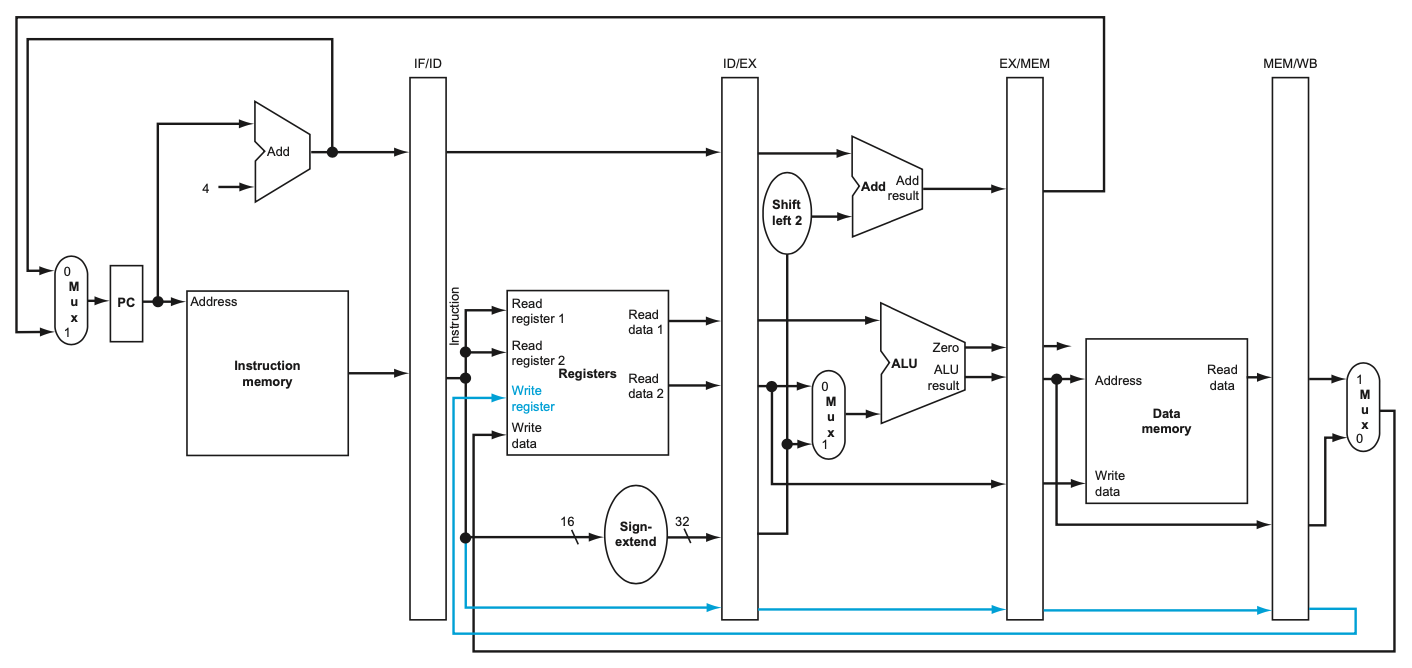 IF/ID
ID/EX
EX/MEM
MEM/WB
Add
4
0
M
u
x
1
PC
Address
Instruction
memory
Instruction
Read
register 1
Read
register 2
Write
register
Write
data
Registers
Read
data 1
Read
data 2
16
Sign-
extend
32
Shift
left 2
Add
Add
result
0
M
u
x
1
ALU
Zero
ALU
result
Address
Read
data
Data
memory
Write
data
1
M
u
x
0